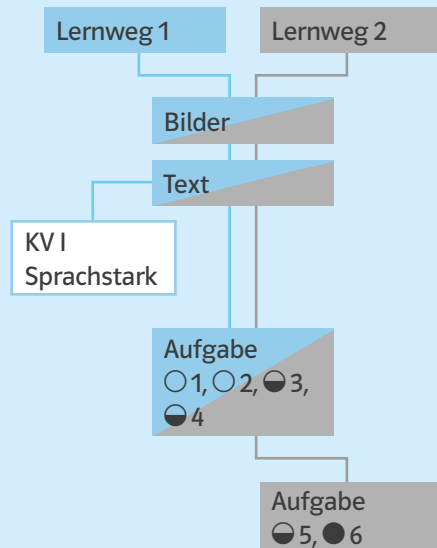 Lernweg 1
Lernweg 2
Bilder
Text
KV I
Sprachstark
Aufgabe
○ 1, ○ 2, ◒ 3,
◒ 4
Aufgabe
◒ 5, ● 6